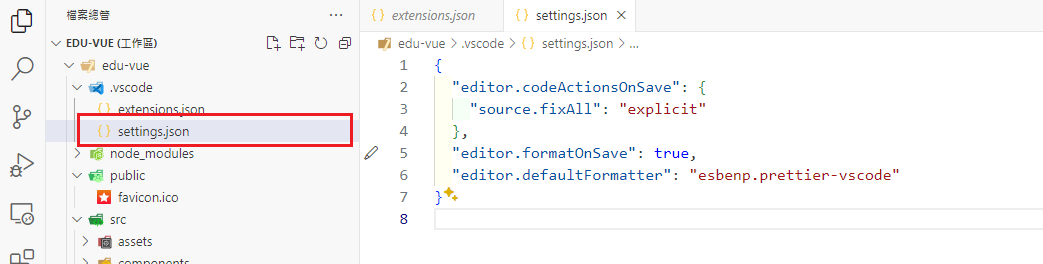 檔案總管
EDU-VUE (工作區)
edu-vue
.vscode
extensions.json
settings.json
node_modules
public
favicon.ico
src
assets
components
extensions.json
settings.json
edu-vue > .vscode > {} settings.json > ...
1 {
2 "editor.codeActionsOnSave": {
3 "source.fixAll": "explicit"
4 },
5 "editor.formatOnSave": true,
6 "editor.defaultFormatter": "esbenp.prettier-vscode"
7 }
8